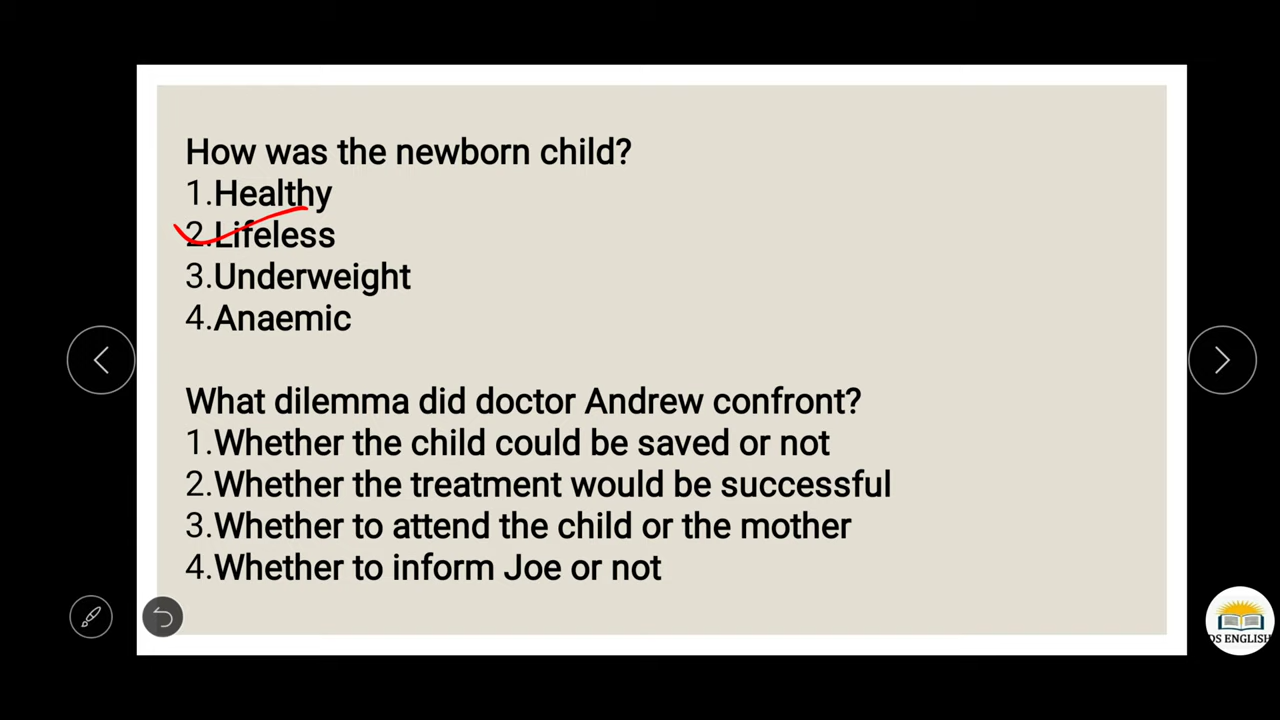 How was the newborn child?
1.Healthy
2.Lifeless
3.Underweight
4.Anaemic
What dilemma did doctor Andrew confront?
1.Whether the child could be saved or not
2.Whether the treatment would be successful
3.Whether to attend the child or the mother
4.Whether to inform Joe or not
DS ENGLISH